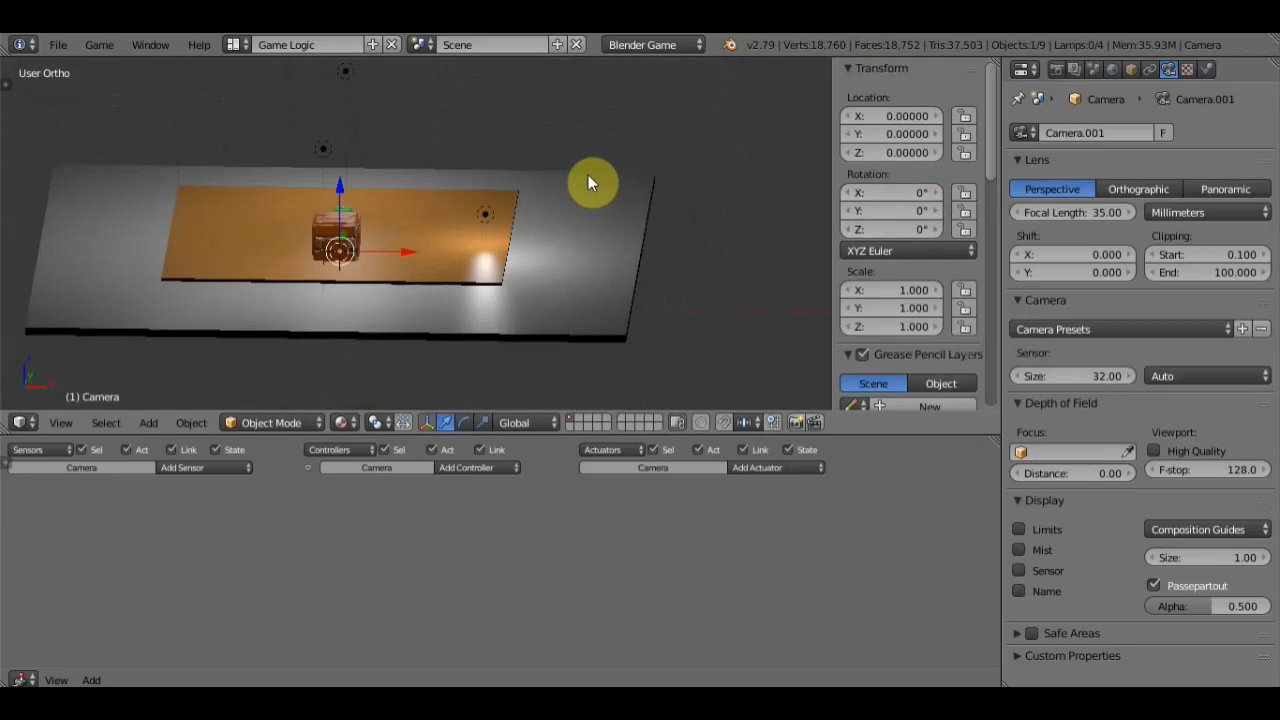 File Game Window Help Game Logic Scene Blender Game v2.79 | Verts:18,760 | Faces:18,752 | Tris:37,503 | Objects:1/9 | Lamps:0/4 | Mem:35.93M | Camera
User Ortho
Transform
Location:
X: 0.00000
Y: 0.00000
Z: 0.00000
Rotation:
X: 0°
Y: 0°
Z: 0°
XYZ Euler
Scale:
X: 1.000
Y: 1.000
Z: 1.000
Grease Pencil Layers
Scene Object
New
(1) Camera
View Select Add Object Object Mode Global
Camera Camera.001
Camera.001 F
Lens
Perspective Orthographic Panoramic
Focal Length: 35.00 Millimeters
Shift: Clipping:
X: 0.000 Start: 0.100
Y: 0.000 End: 100.000
Camera
Camera Presets
Sensor:
Size: 32.00 Auto
Depth of Field
Focus: Viewport:
High Quality
Distance: 0.00 F-stop: 128.0
Display
Limits Composition Guides
Mist Size: 1.00
Sensor Passepartout
Name Alpha: 0.500
Safe Areas
Custom Properties
Sensors Sel Act Link State Controllers Sel Act Link Actuators Sel Act Link State
Camera Add Sensor Camera Add Controller Camera Add Actuator
View Add